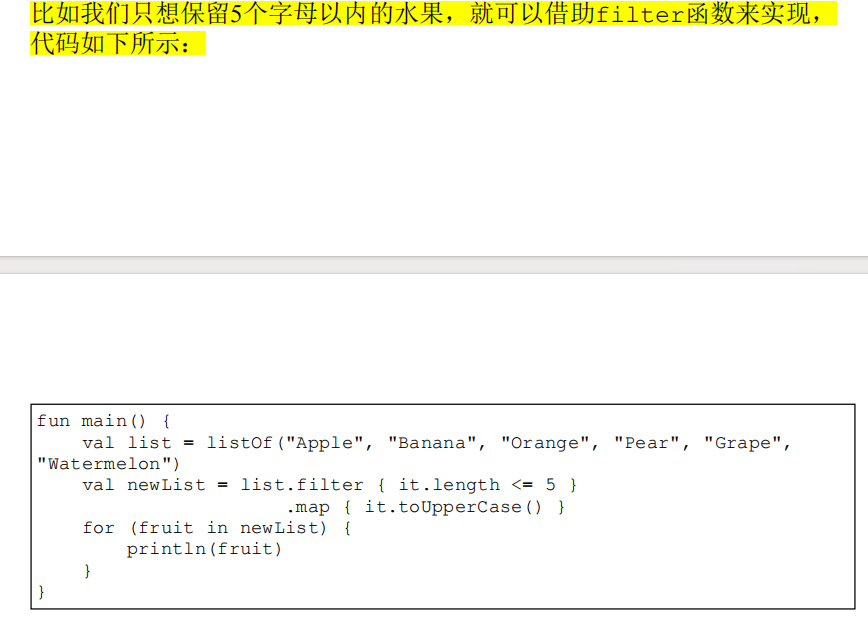 比如我们只想保留5个字母以内的水果，就可以借助filter函数来实现，
代码如下所示：
fun main() {
    val list = listOf("Apple", "Banana", "Orange", "Pear", "Grape",
"Watermelon")
    val newList = list.filter { it.length <= 5 }
                      .map { it.toUpperCase() }
    for (fruit in newList) {
        println(fruit)
    }
}